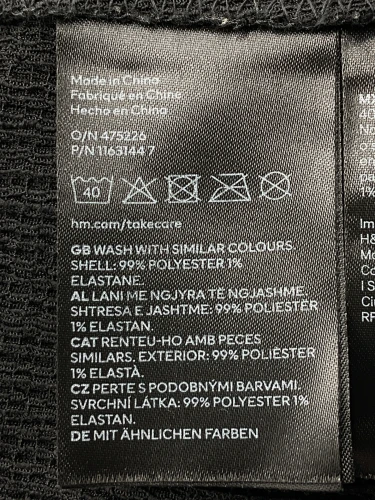 Made in China
Fabriqué en Chine
Hecho en China
O/N 475226
P/N 1163144 7
40
hm.com/takecare
GB WASH WITH SIMILAR COLOURS.
SHELL: 99% POLYESTER 1%
ELASTANE.
AL LANI ME NGJYRA TË NGJASHME.
SHTRESA E JASHTME: 99% POLIESTER
1% ELASTAN.
CAT RENTEU-HO AMB PECES
SIMILARS. EXTERIOR: 99% POLIÈSTER
1% ELASTÀ.
CZ PERTE S PODOBNÝMI BARVAMI.
SVRCHNÍ LÁTKA: 99% POLYESTER 1%
ELASTAN.
DE MIT ÄHNLICHEN FARBEN